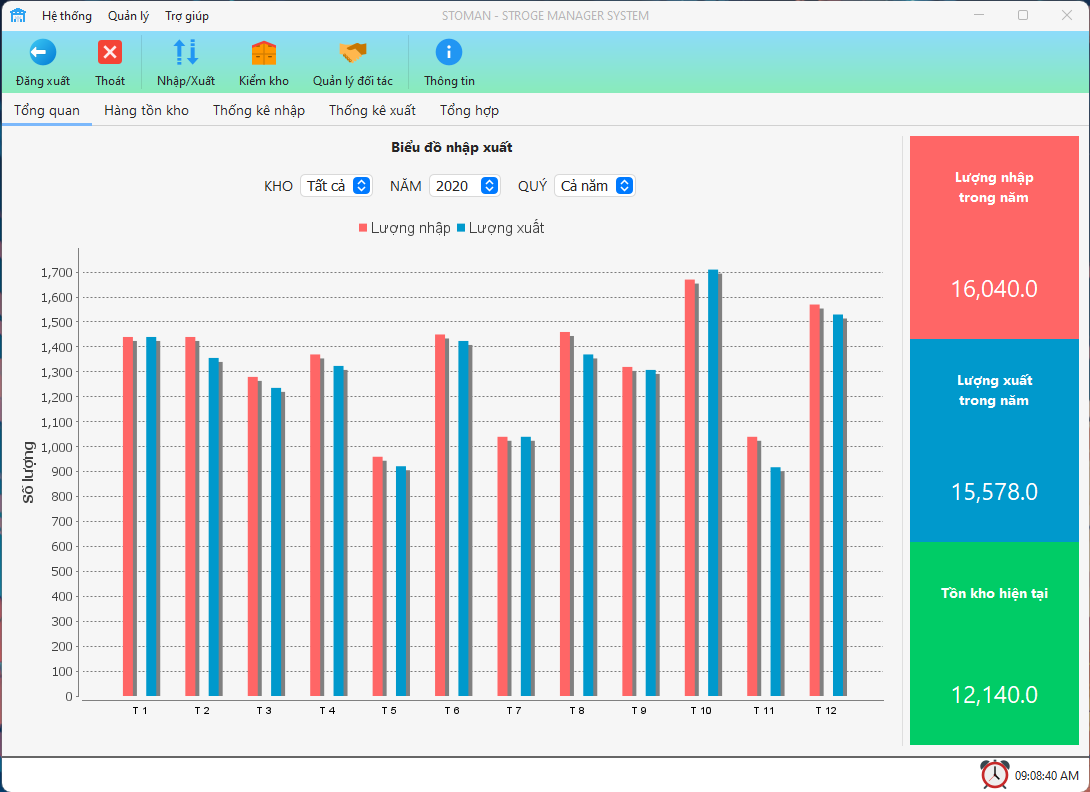 STOMAN - STROGE MANAGER SYSTEM
Hệ thống Quản lý Trợ giúp
Đăng xuất Thoát Nhập/Xuất Kiểm kho Quản lý đối tác Thông tin
Tổng quan Hàng tồn kho Thống kê nhập Thống kê xuất Tổng hợp
Biểu đồ nhập xuất
KHO Tất cả NĂM 2020 QUÝ Cả năm
Lượng nhập Lượng xuất
Số lượng
1,700
1,600
1,500
1,400
1,300
1,200
1,100
1,000
900
800
700
600
500
400
300
200
100
0
T 1 T 2 T 3 T 4 T 5 T 6 T 7 T 8 T 9 T 10 T 11 T 12
Lượng nhập
trong năm
16,040.0
Lượng xuất
trong năm
15,578.0
Tồn kho hiện tại
12,140.0
09:08:40 AM